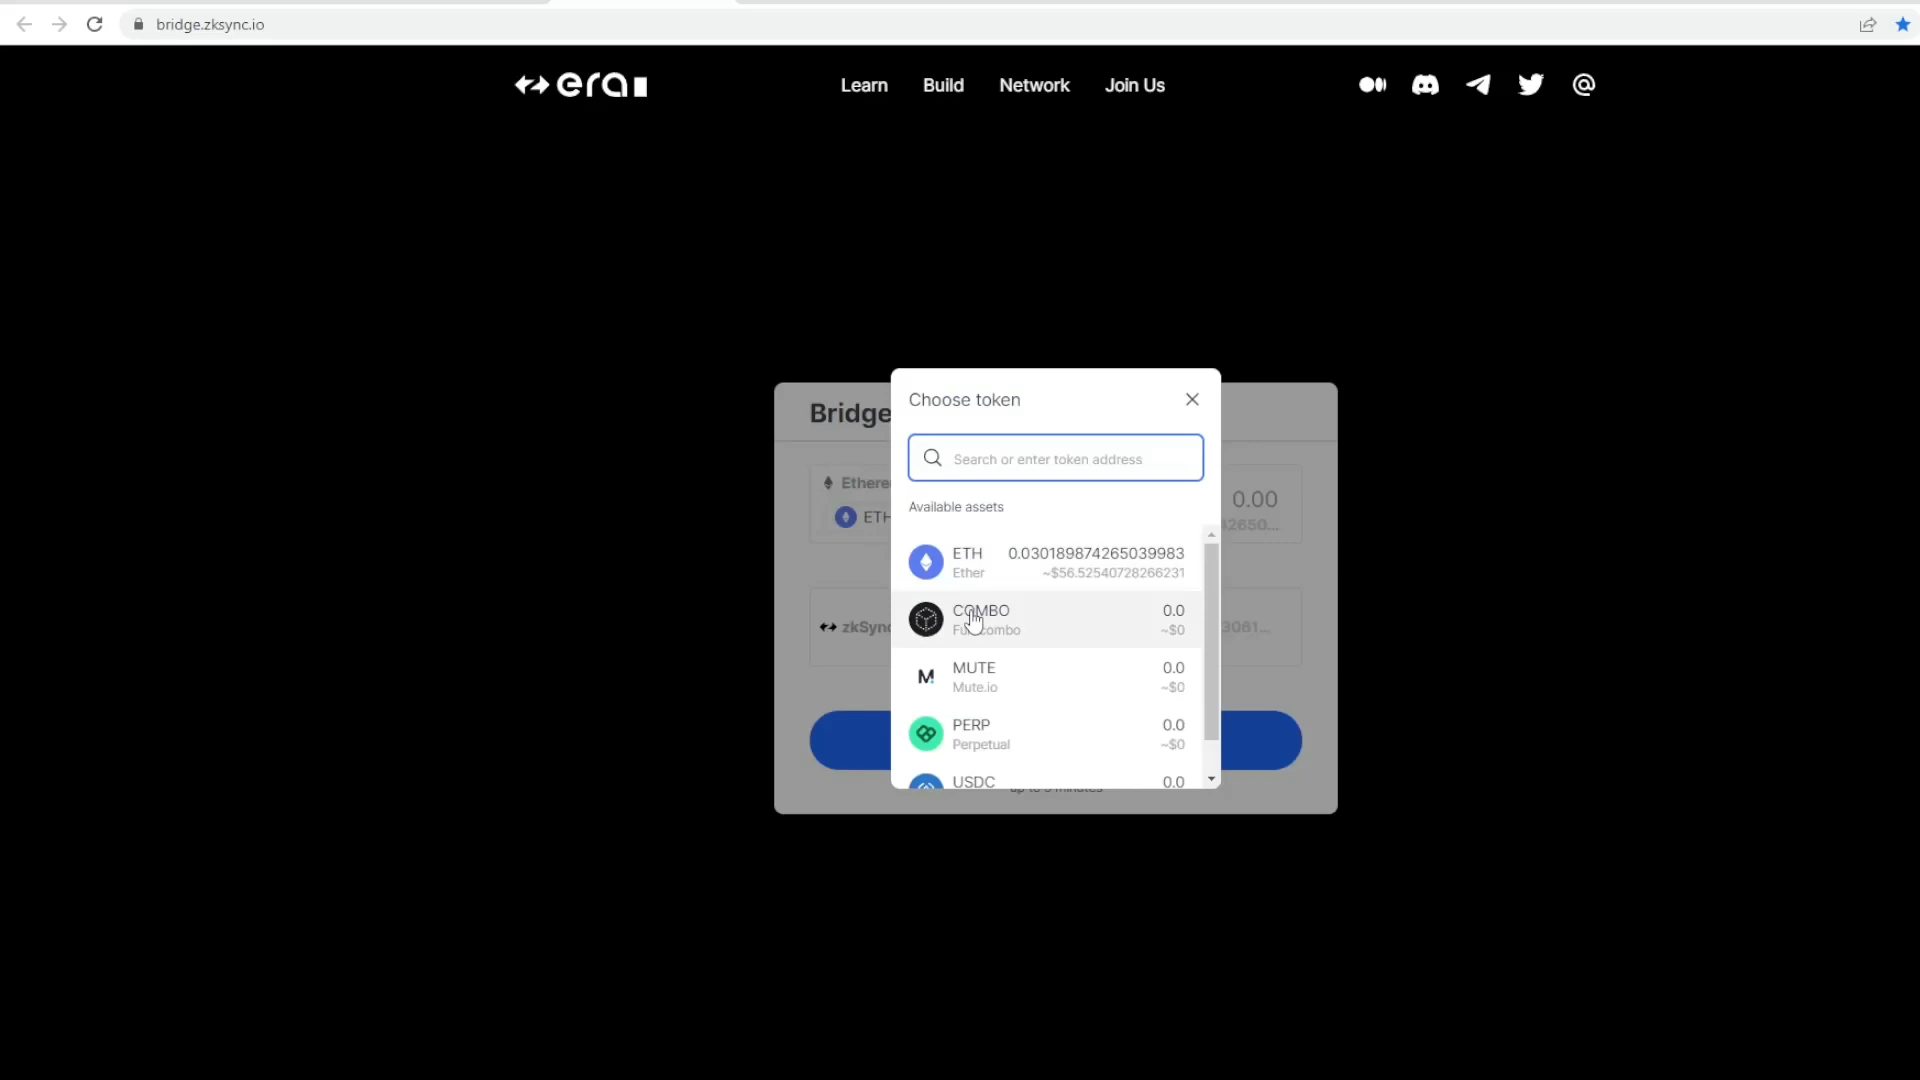 bridge.zksync.io
era
Learn Build Network Join Us
Bridge
Choose token
Search or enter token address
Available assets
ETH 0.030189874265039983
Ether ~$56.52540728266231
COMBO 0.0
~$0
MUTE 0.0
Mute.io ~$0
PERP 0.0
Perpetual ~$0
USDC 0.0
ETH
0.00